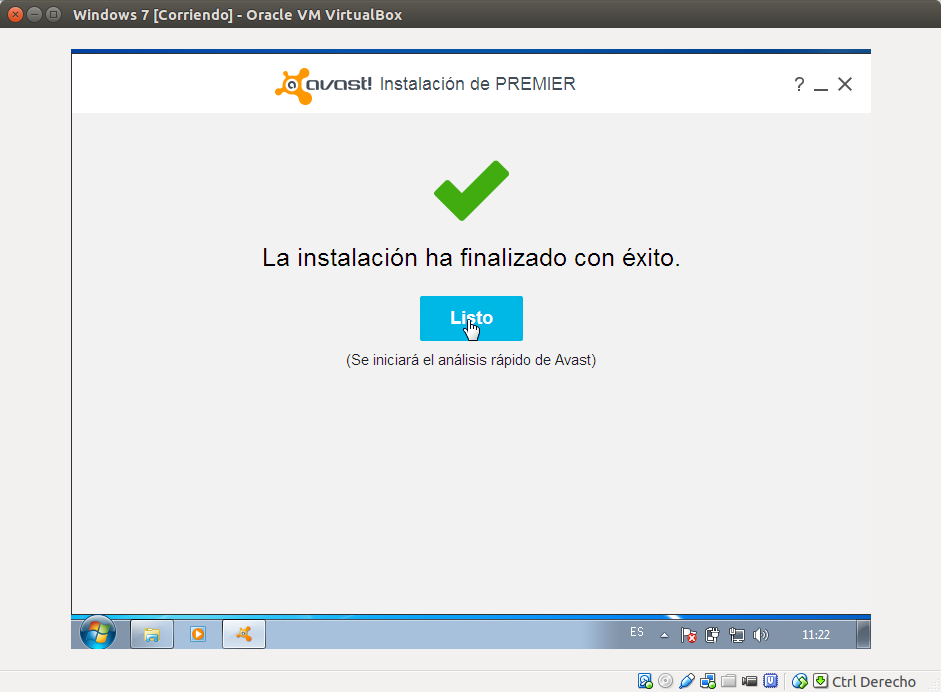 Windows 7 [Corriendo] - Oracle VM VirtualBox
avast! Instalación de PREMIER
?
La instalación ha finalizado con éxito.
Listo
(Se iniciará el análisis rápido de Avast)
ES
11:22
Ctrl Derecho